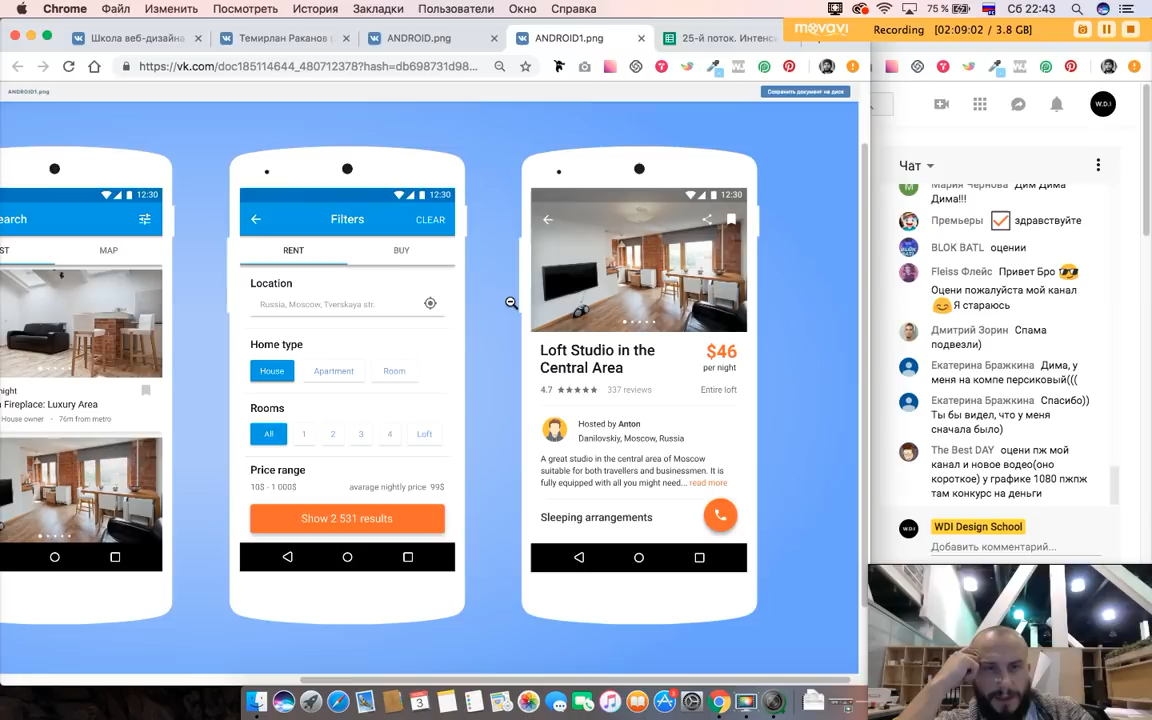 Chrome Файл Изменить Посмотреть История Закладки Пользователи Окно Справка
75 % Сб 22:43
movavi Recording [02:09:02 / 3.8 GB]
Школа веб-дизайна
Темирлан Раканов (
ANDROID.png
ANDROID1.png
25-й поток. Интенс
https://vk.com/doc185144644_480712378?hash=db698731d98...
ANDROID1.png
Сохранить документ на диск
earch
ST MAP
night
n Fireplace: Luxury Area
House owner • 76m from metro
12:30
12:30
Filters
CLEAR
RENT BUY
Location
Russia, Moscow, Tverskaya str.
Home type
House Apartment Room
Rooms
All 1 2 3 4 Loft
Price range
10$ - 1 000$ avarage nightly price 99$
Show 2 531 results
12:30
Loft Studio in the
Central Area
$46
per night
4.7 ★★★★★ 337 reviews Entire loft
Hosted by Anton
Danilovskiy, Moscow, Russia
A great studio in the central area of Moscow
suitable for both travellers and businessmen. It is
fully equipped with all you might need... read more
Sleeping arrangements
W.D.I
Чат
Мария Чернова Дим Дима
Дима!!!
Премьеры здравствуйте
BLOK BATL оцении
Fleiss Флейс Привет Бро
Оцени пожалуйста мой канал
Я стараюсь
Дмитрий Зорин Спама
подвезли)
Екатерина Бражкина Дима, у
меня на компе персиковый(((
Екатерина Бражкина Спасибо))
Ты бы видел, что у меня
сначала было)
The Best DAY оцени пж мой
канал и новое видео(оно
короткое) у графике 1080 пжпж
там конкурс на деньги
WDI Design School
Добавить комментарий...